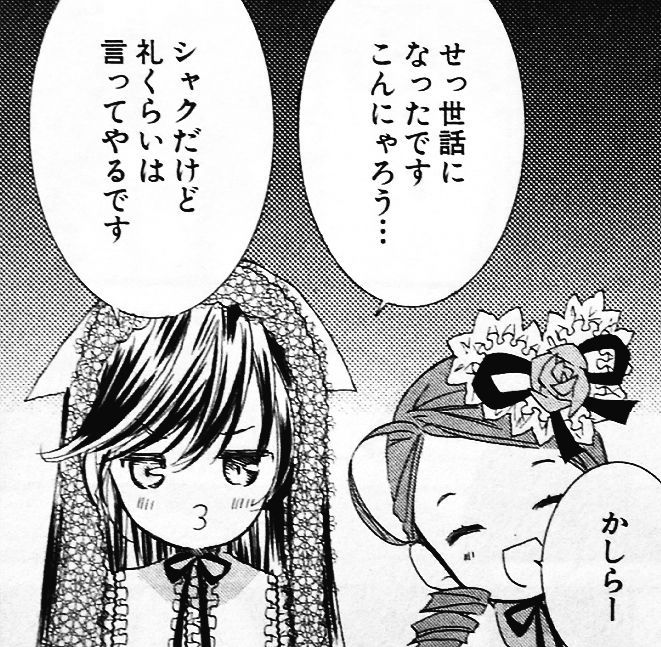 せっ世話に
なったです
こんにゃろう…
シャクだけど
礼くらいは
言ってやるです
かしらー